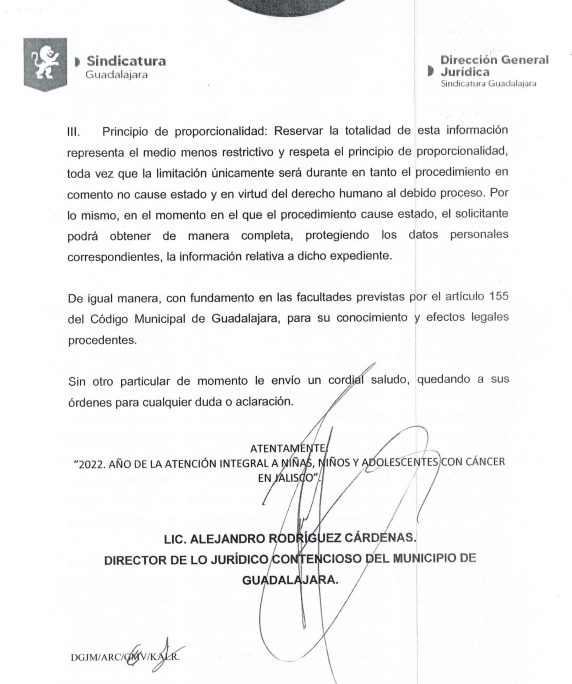 Sindicatura
Guadalajara
Dirección General
Jurídica
Sindicatura Guadalajara
III. Principio de proporcionalidad: Reservar la totalidad de esta información
representa el medio menos restrictivo y respeta el principio de proporcionalidad,
toda vez que la limitación únicamente será durante en tanto el procedimiento en
comento no cause estado y en virtud del derecho humano al debido proceso. Por
lo mismo, en el momento en el que el procedimiento cause estado, el solicitante
podrá obtener de manera completa, protegiendo los datos personales
correspondientes, la información relativa a dicho expediente.
De igual manera, con fundamento en las facultades previstas por el artículo 155
del Código Municipal de Guadalajara, para su conocimiento y efectos legales
procedentes.
Sin otro particular de momento le envío un cordial saludo, quedando a sus
órdenes para cualquier duda o aclaración.
ATENTAMENTE.
"2022. AÑO DE LA ATENCIÓN INTEGRAL A NIÑAS, NIÑOS Y ADOLESCENTES CON CÁNCER
EN JALISCO".
LIC. ALEJANDRO RODRÍGUEZ CÁRDENAS.
DIRECTOR DE LO JURÍDICO CONTENCIOSO DEL MUNICIPIO DE
GUADALAJARA.
DGJM/ARC/GMV/KALR.